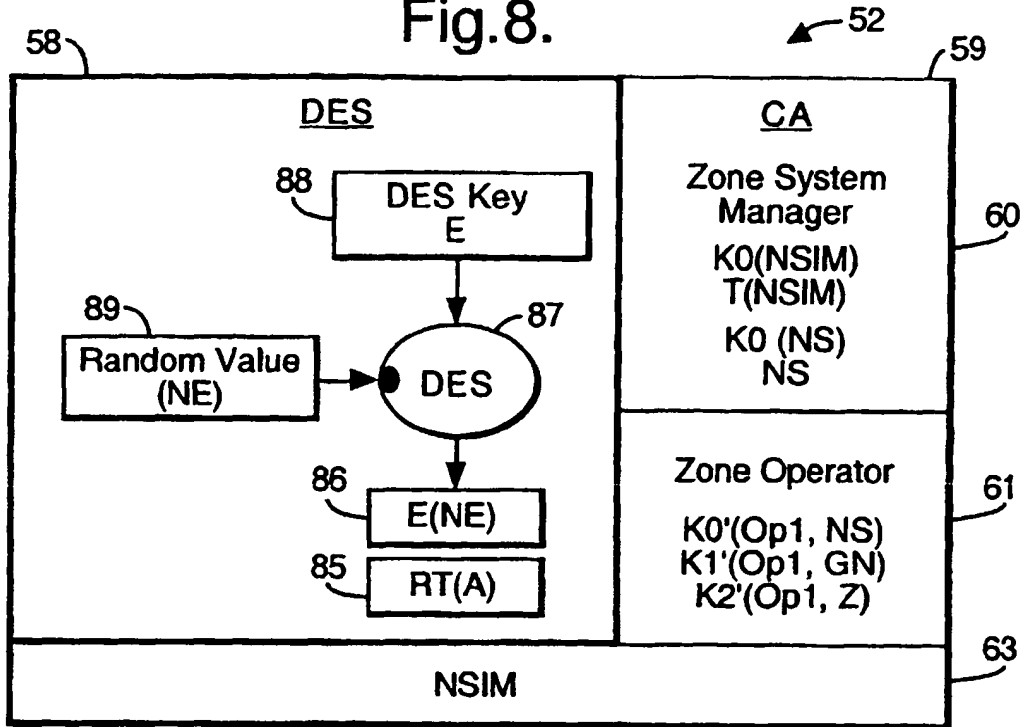 Fig.8.
52
58
59
DES
88
DES Key
E
89
Random Value
(NE)
87
DES
86
E(NE)
85
RT(A)
CA
Zone System
Manager
60
K0(NSIM)
T(NSIM)
K0 (NS)
NS
Zone Operator
61
K0'(Op1, NS)
K1'(Op1, GN)
K2'(Op1, Z)
63
NSIM